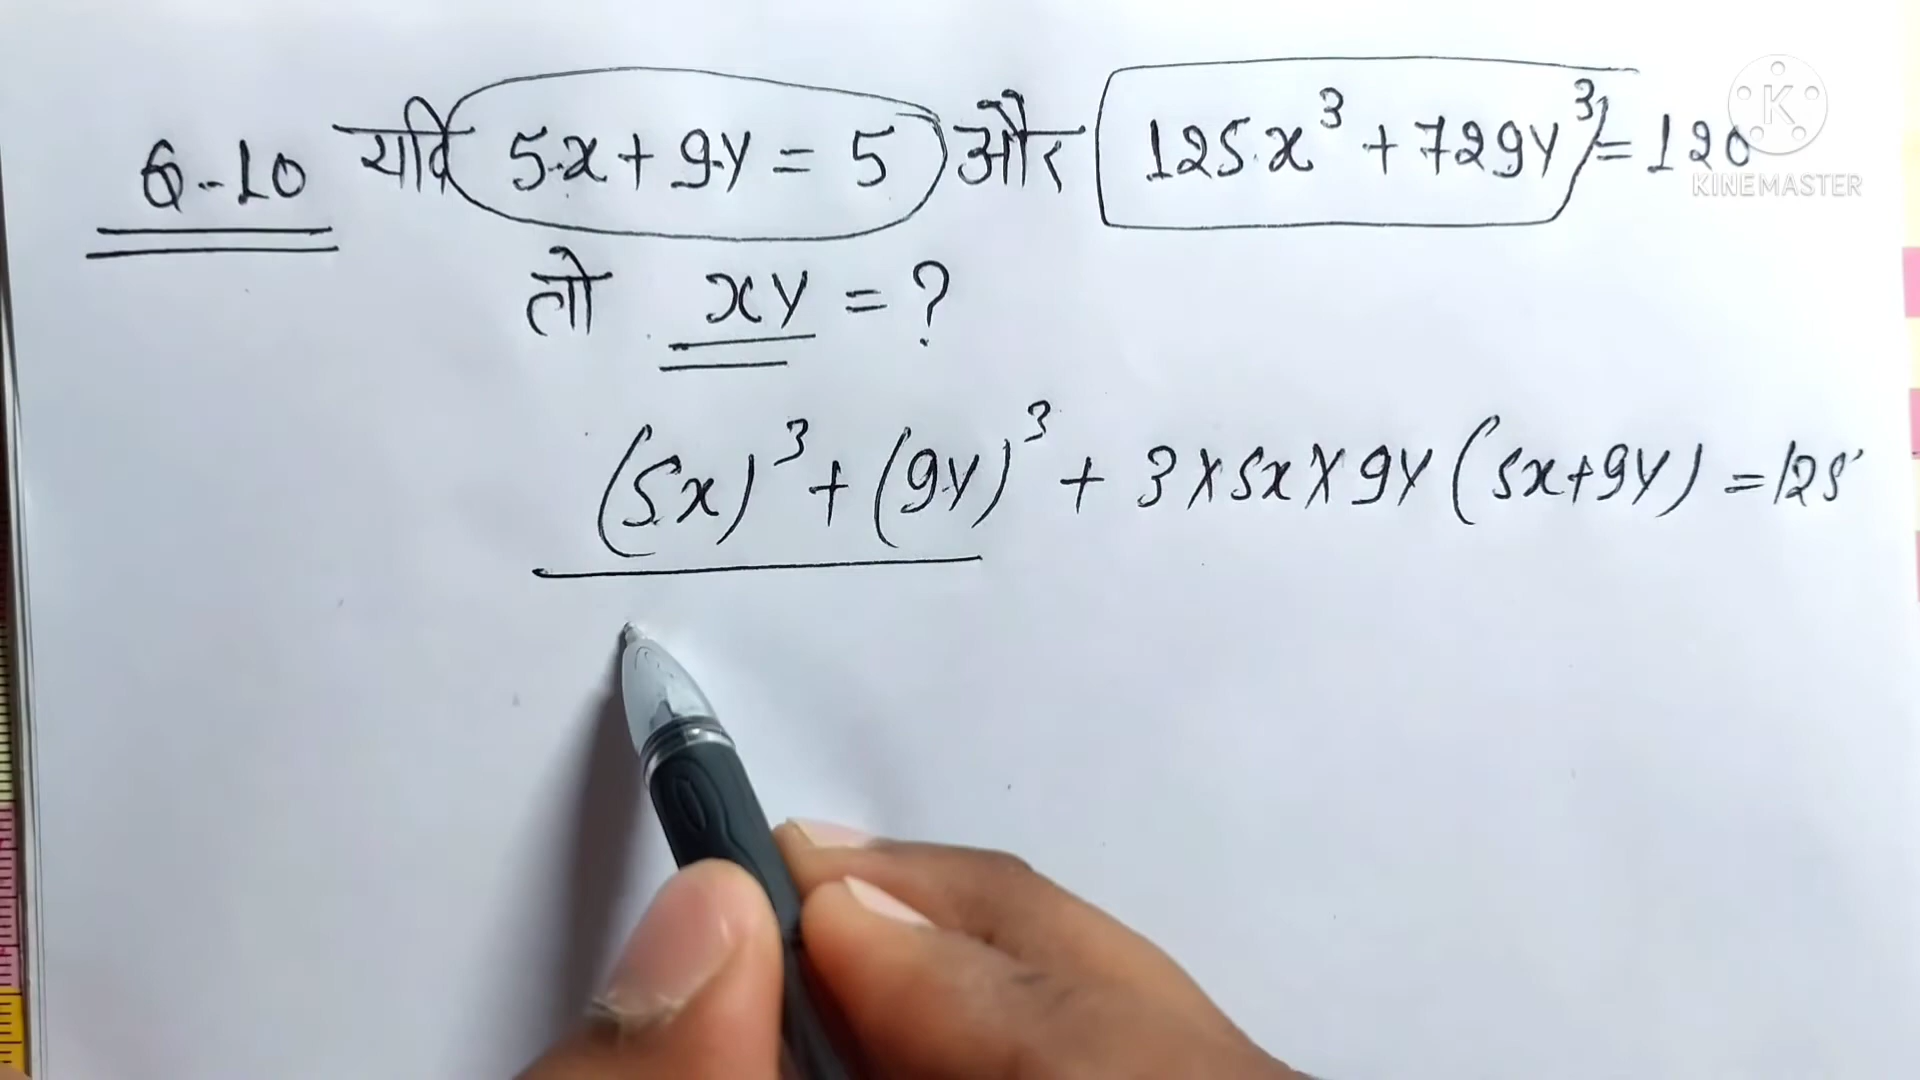 Q-10 यदि 5x+9y = 5 और 125x³ + 729y³ = 120
तो xy = ?
(5x)³ + (9y)³ + 3×5x×9y (5x+9y) = 125
K
KINEMASTER